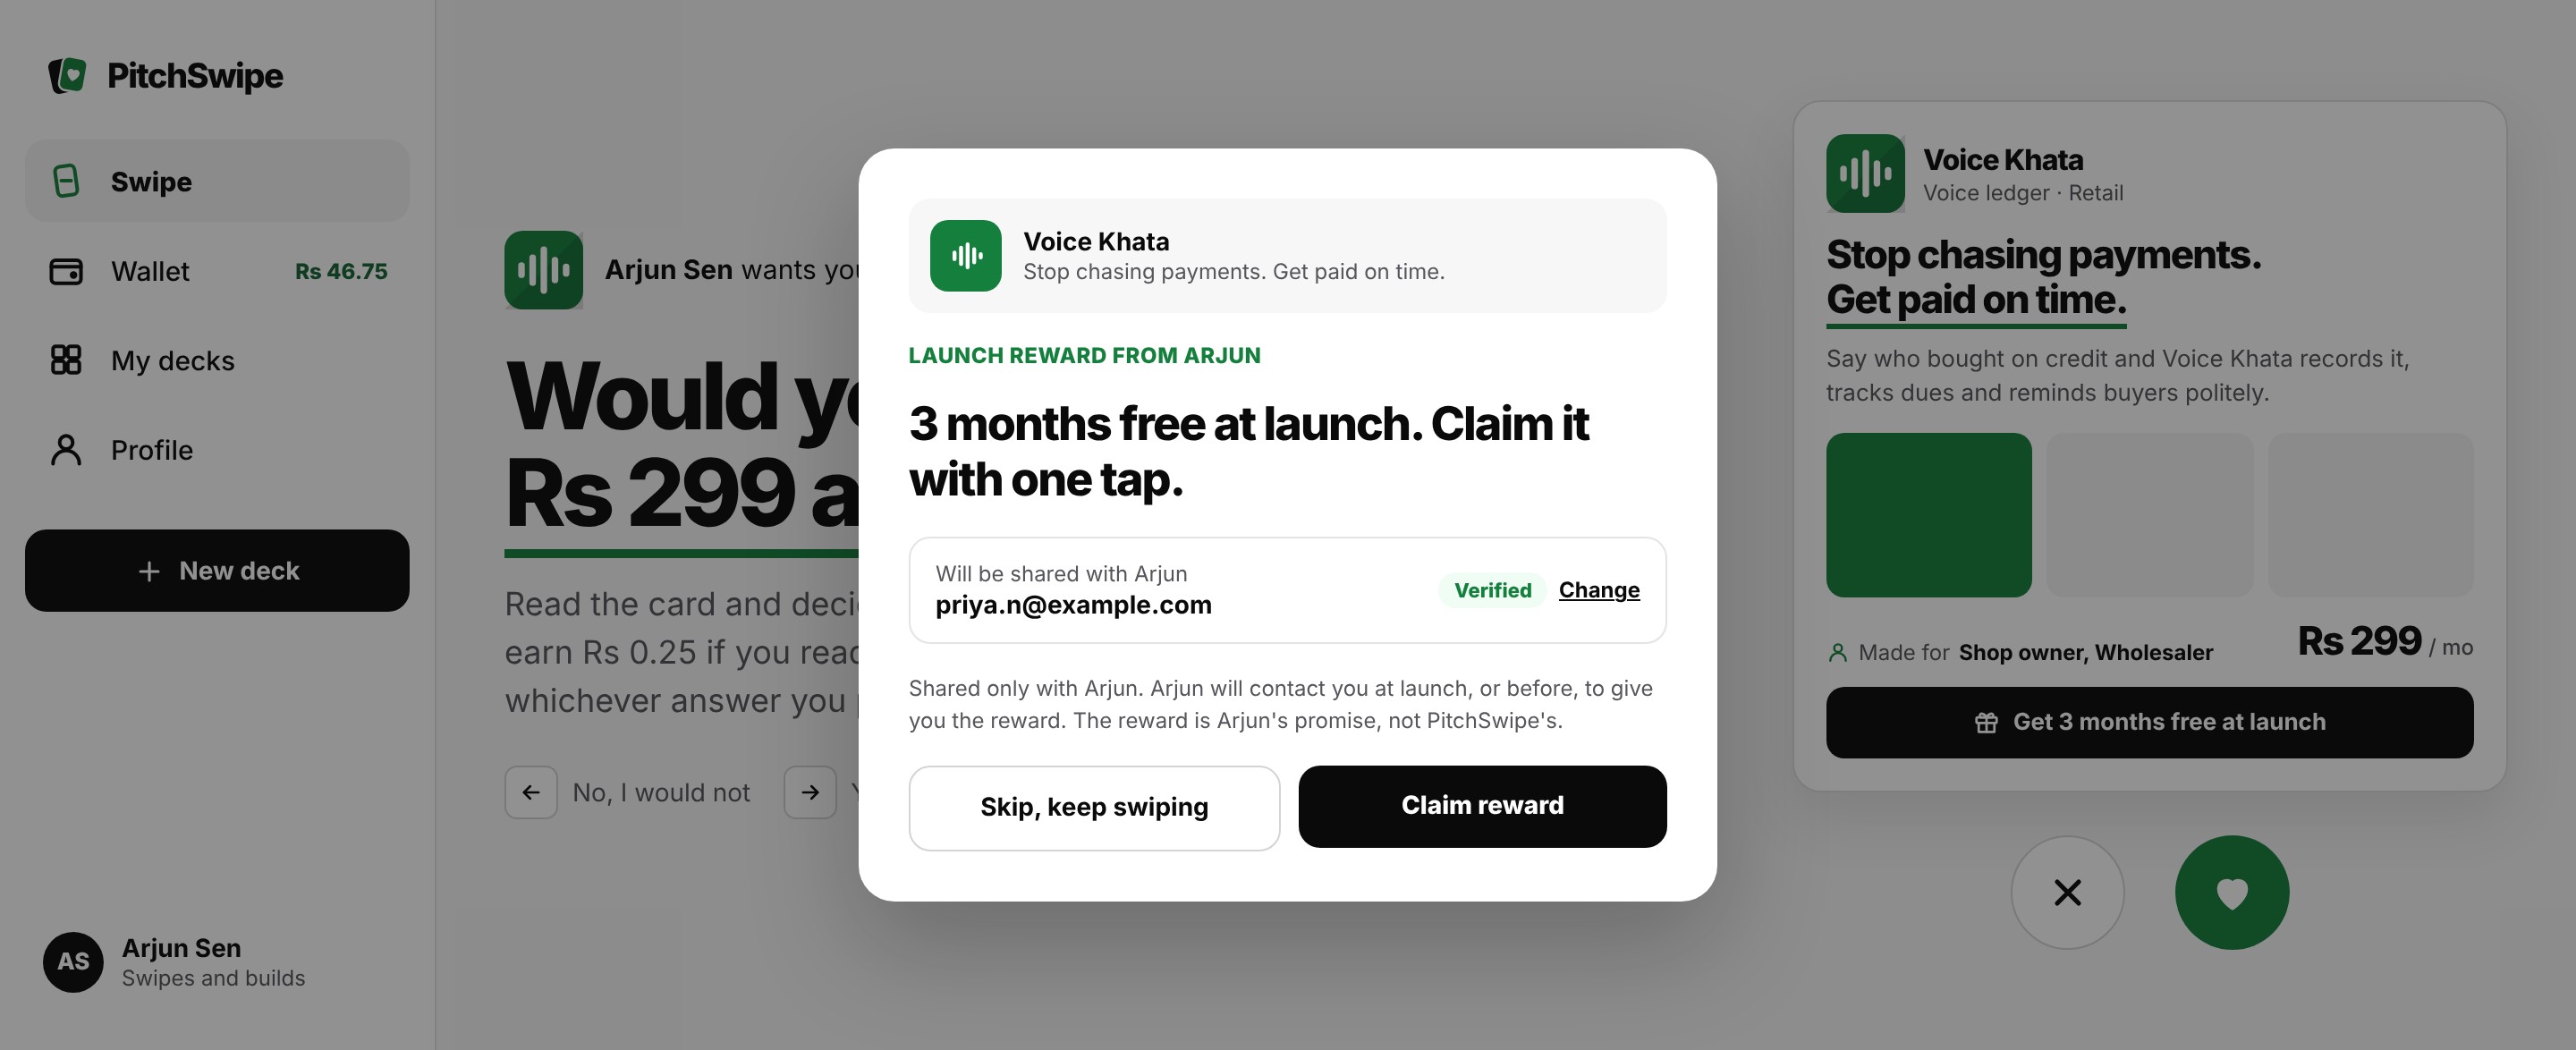 PitchSwipe
Swipe
Wallet
Rs 46.75
My decks
Profile
New deck
AS
Arjun Sen
Swipes and builds
Arjun Sen wants
Would
Rs 299
Read the card and
earn Rs 0.25 if you
whichever answer you
No, I would not
Voice Khata
Stop chasing payments. Get paid on time.
LAUNCH REWARD FROM ARJUN
3 months free at launch. Claim it
with one tap.
Will be shared with Arjun
priya.n@example.com
Verified
Change
Shared only with Arjun. Arjun will contact you at launch, or before, to give
you the reward. The reward is Arjun's promise, not PitchSwipe's.
Skip, keep swiping
Claim reward
Voice Khata
Voice ledger · Retail
Stop chasing payments.
Get paid on time.
Say who bought on credit and Voice Khata records it,
tracks dues and reminds buyers politely.
Made for Shop owner, Wholesaler
Rs 299 / mo
Get 3 months free at launch